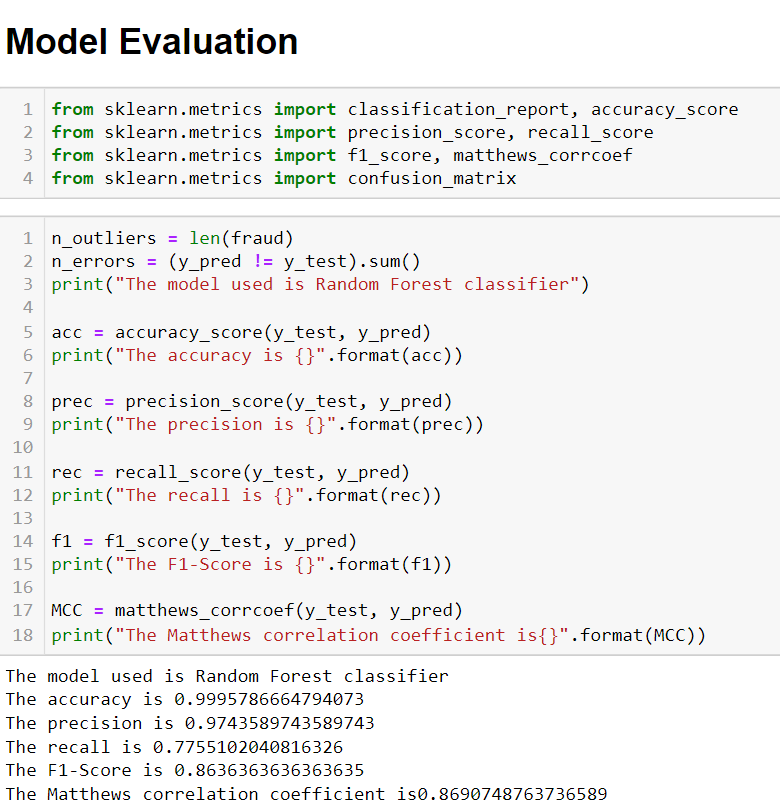 Model Evaluation
1 from sklearn.metrics import classification_report, accuracy_score
2 from sklearn.metrics import precision_score, recall_score
3 from sklearn.metrics import f1_score, matthews_corrcoef
4 from sklearn.metrics import confusion_matrix
1 n_outliers = len(fraud)
2 n_errors = (y_pred != y_test).sum()
3 print("The model used is Random Forest classifier")
4
5 acc = accuracy_score(y_test, y_pred)
6 print("The accuracy is {}".format(acc))
7
8 prec = precision_score(y_test, y_pred)
9 print("The precision is {}".format(prec))
10
11 rec = recall_score(y_test, y_pred)
12 print("The recall is {}".format(rec))
13
14 f1 = f1_score(y_test, y_pred)
15 print("The F1-Score is {}".format(f1))
16
17 MCC = matthews_corrcoef(y_test, y_pred)
18 print("The Matthews correlation coefficient is{}".format(MCC))
The model used is Random Forest classifier
The accuracy is 0.9995786664794073
The precision is 0.9743589743589743
The recall is 0.7755102040816326
The F1-Score is 0.8636363636363635
The Matthews correlation coefficient is0.8690748763736589